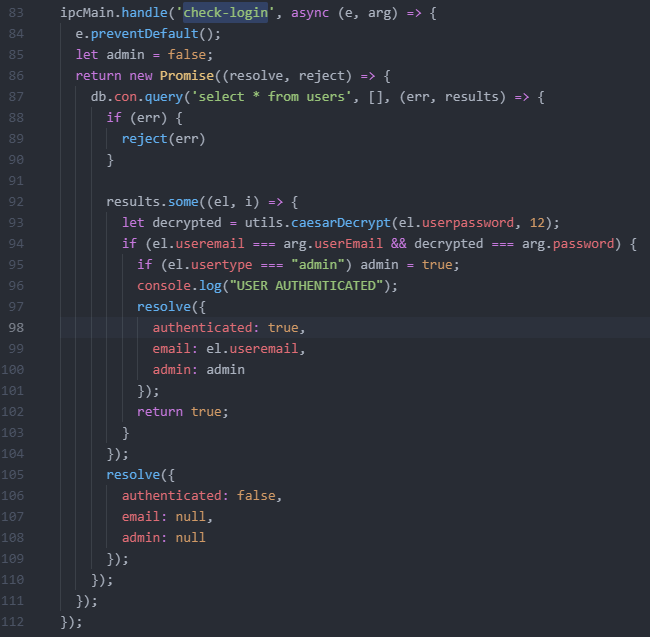 83 ipcMain.handle('check-login', async (e, arg) => {
84 e.preventDefault();
85 let admin = false;
86 return new Promise((resolve, reject) => {
87 db.con.query('select * from users', [], (err, results) => {
88 if (err) {
89 reject(err)
90 }
91
92 results.some((el, i) => {
93 let decrypted = utils.caesarDecrypt(el.userpassword, 12);
94 if (el.useremail === arg.userEmail && decrypted === arg.password) {
95 if (el.usertype === "admin") admin = true;
96 console.log("USER AUTHENTICATED");
97 resolve({
98 authenticated: true,
99 email: el.useremail,
100 admin: admin
101 });
102 return true;
103 }
104 });
105 resolve({
106 authenticated: false,
107 email: null,
108 admin: null
109 });
110 });
111 });
112 });